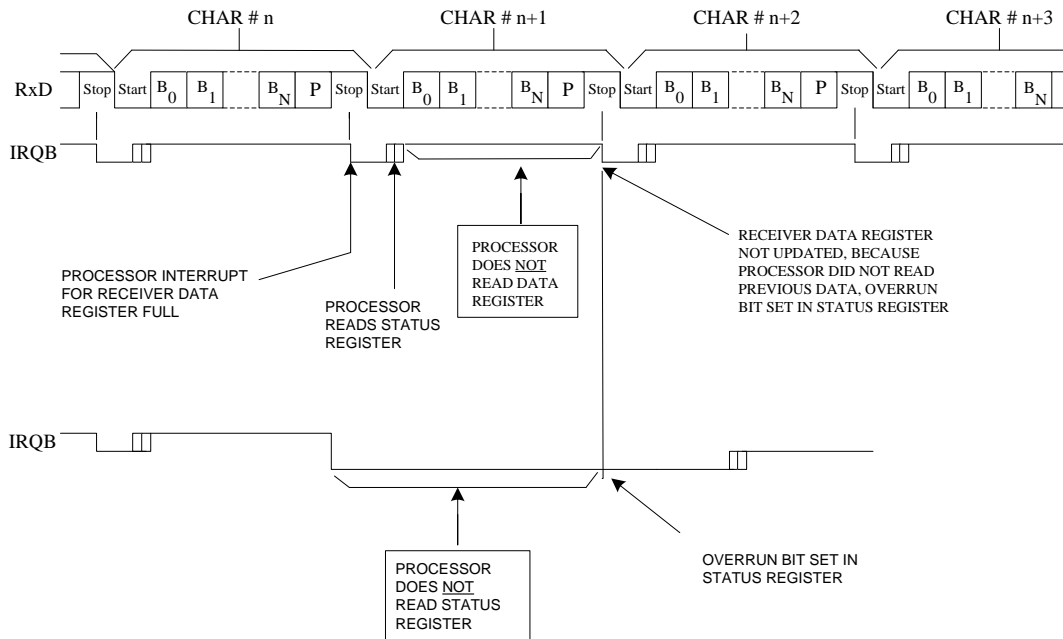 CHAR # n CHAR # n+1 CHAR # n+2 CHAR # n+3
RxD Stop Start B0 B1 BN P Stop Start B0 B1 BN P Stop Start B0 B1 BN P Stop Start B0 B1 BN
IRQB
PROCESSOR INTERRUPT
FOR RECEIVER DATA
REGISTER FULL
PROCESSOR
READS STATUS
REGISTER
PROCESSOR
DOES NOT
READ DATA
REGISTER
RECEIVER DATA REGISTER
NOT UPDATED, BECAUSE
PROCESSOR DID NOT READ
PREVIOUS DATA, OVERRUN
BIT SET IN STATUS REGISTER
IRQB
PROCESSOR
DOES NOT
READ STATUS
REGISTER
OVERRUN BIT SET IN
STATUS REGISTER